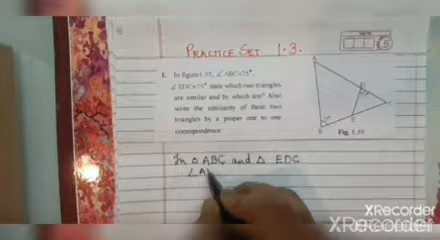 PRACTICE SET 1.3.
1. In figure 1.55, ∠ ABC=75°,
∠ EDC=75° state which two triangles
are similar and by which test? Also
write the similarity of these two
triangles by a proper one to one
correspondence.
A
D
B
E
Fig. 1.55
In △ ABC and △ EDC
∠A
XRecorder
XRecorder